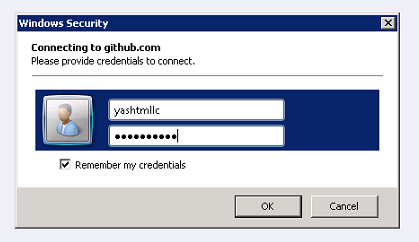 Windows Security
Connecting to github.com
Please provide credentials to connect.
yashtmllc
●●●●●●●●●●
Remember my credentials
OK
Cancel